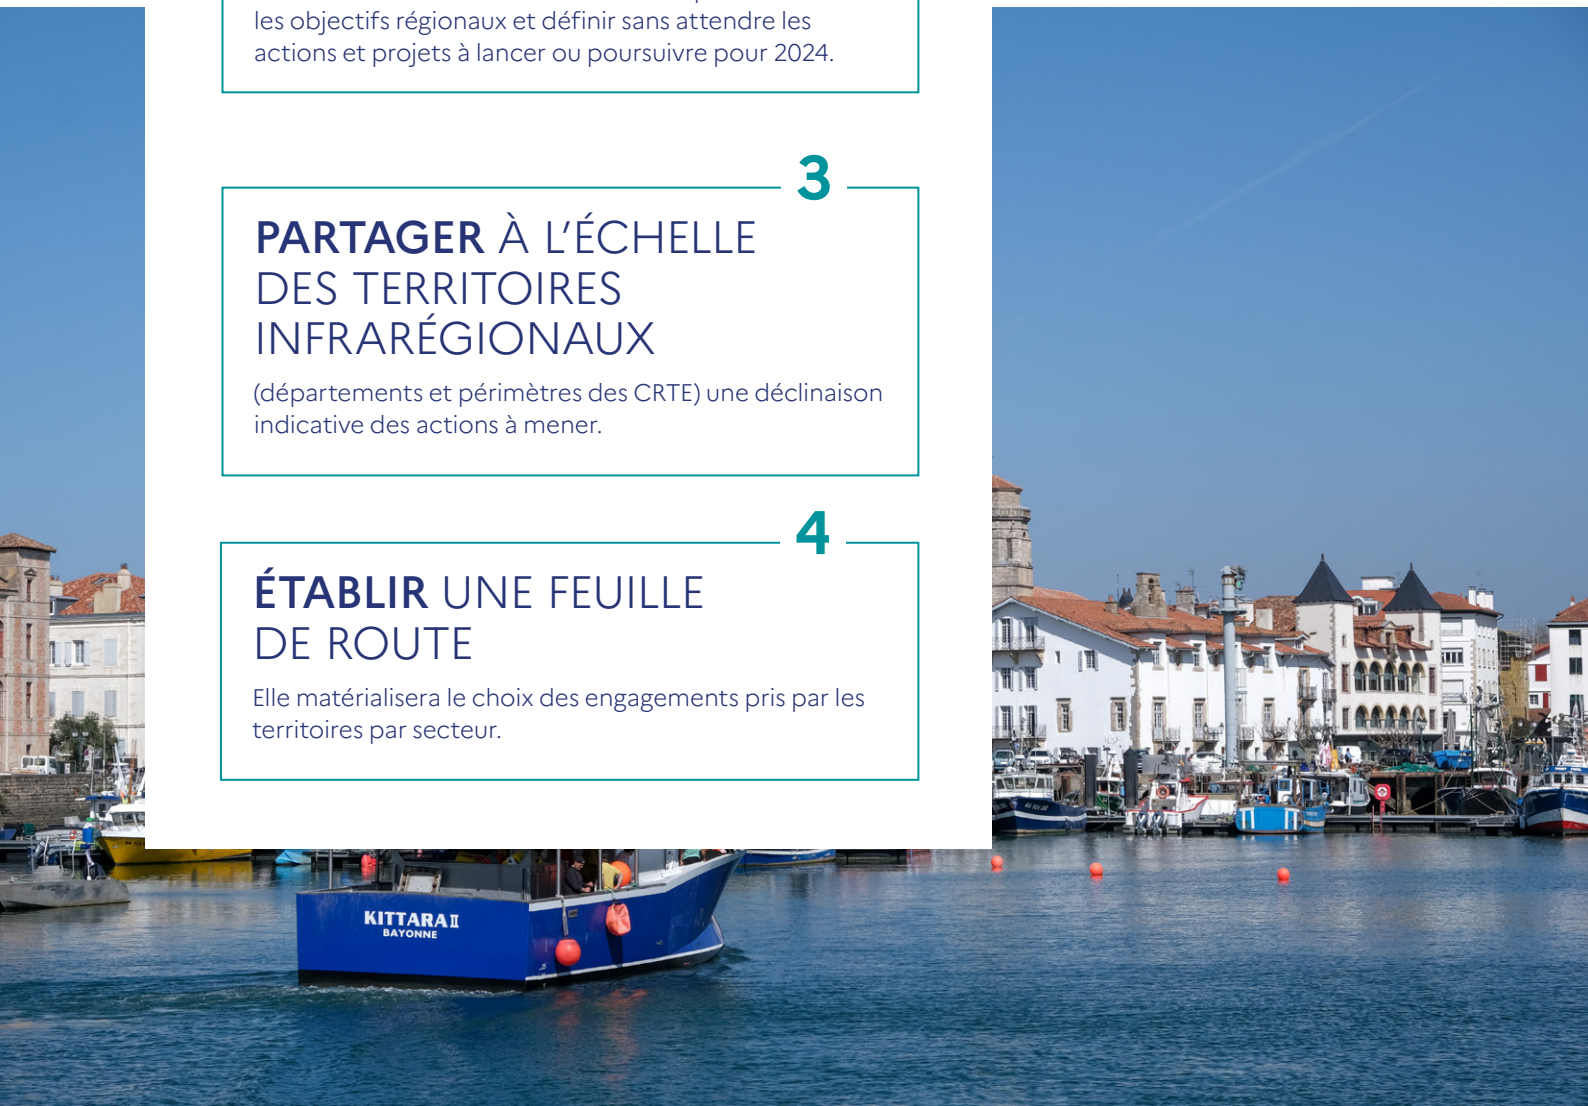 les objectifs régionaux et définir sans attendre les
actions et projets à lancer ou poursuivre pour 2024.
3
PARTAGER À L'ÉCHELLE
DES TERRITOIRES
INFRARÉGIONAUX
(départements et périmètres des CRTE) une déclinaison
indicative des actions à mener.
4
ÉTABLIR UNE FEUILLE
DE ROUTE
Elle matérialisera le choix des engagements pris par les
territoires par secteur.
KITTARA II
BAYONNE